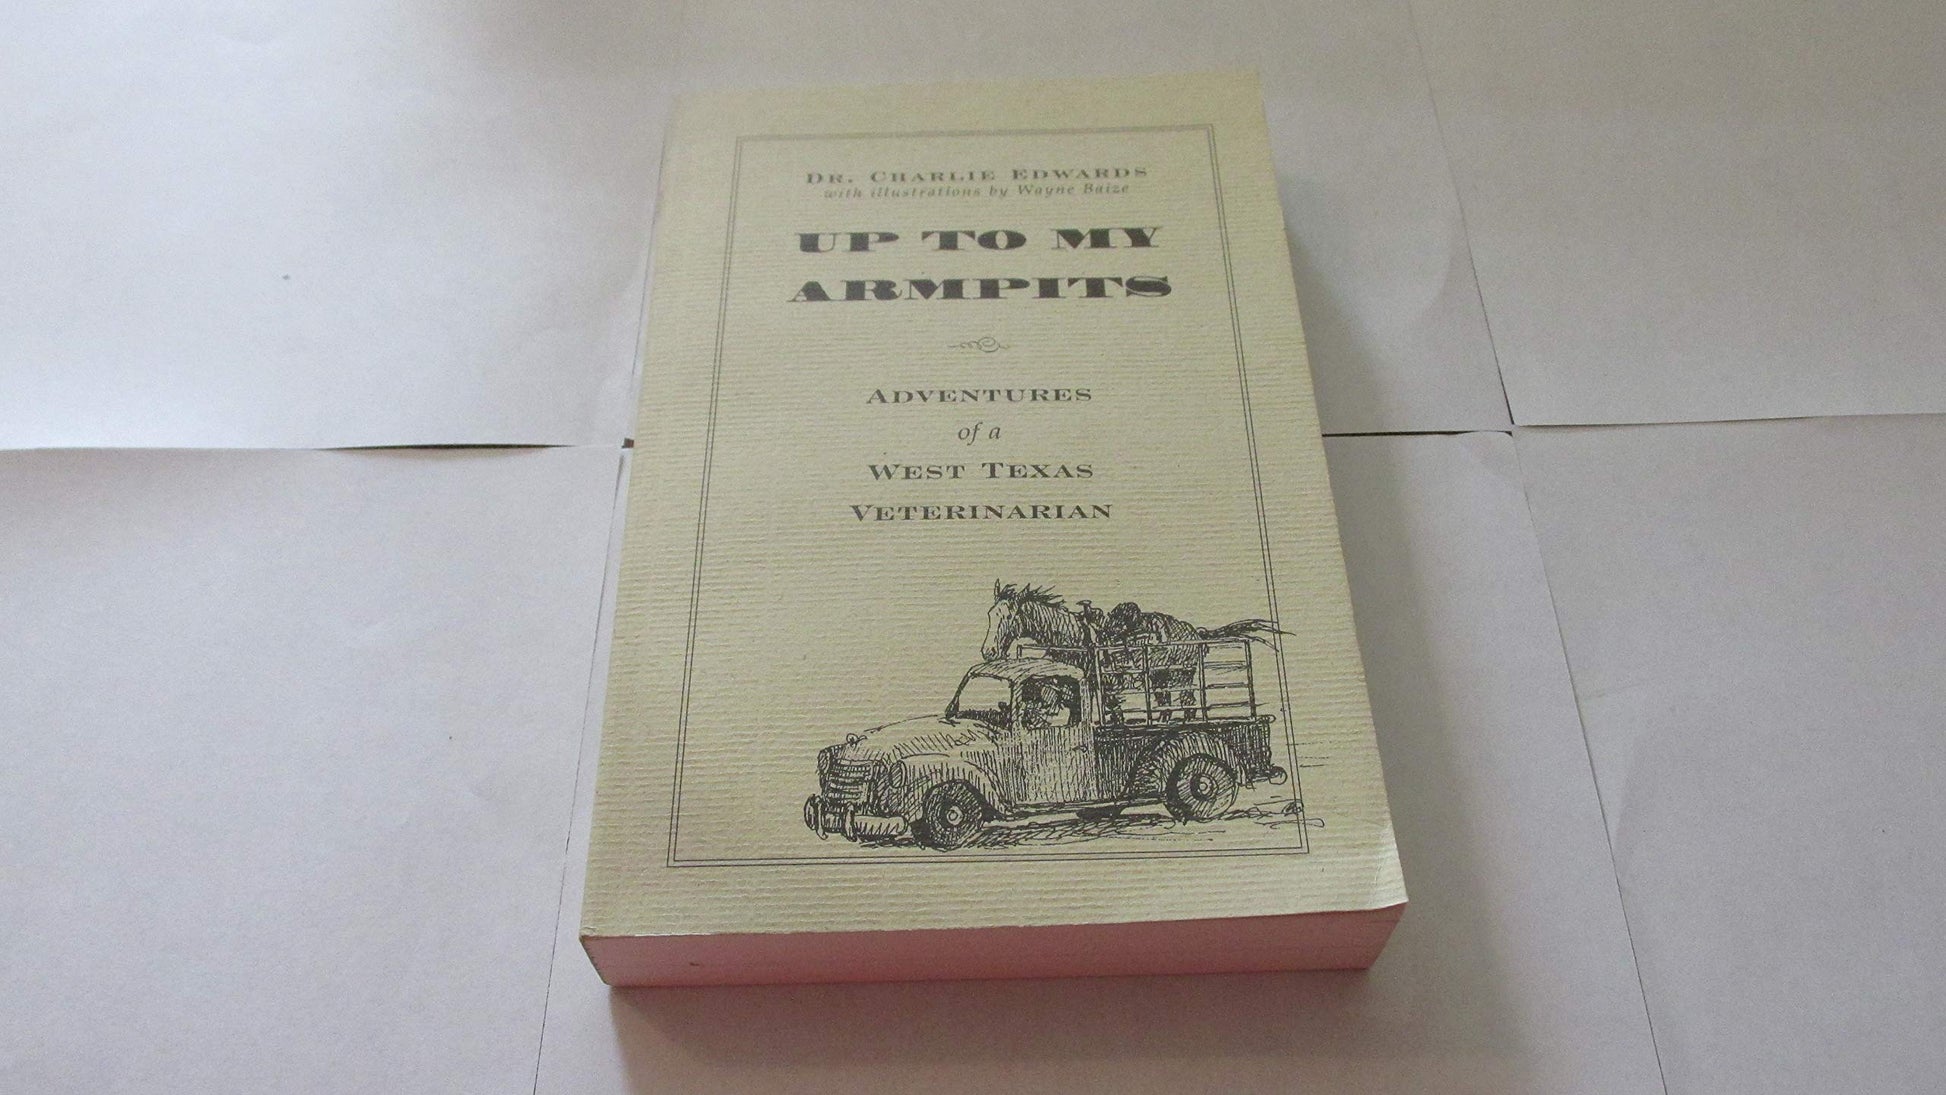 DR. CHARLIE EDWARDS
with illustrations by Wayne Baize
UP TO MY
ARMPITS
ADVENTURES
of a
WEST TEXAS
VETERINARIAN